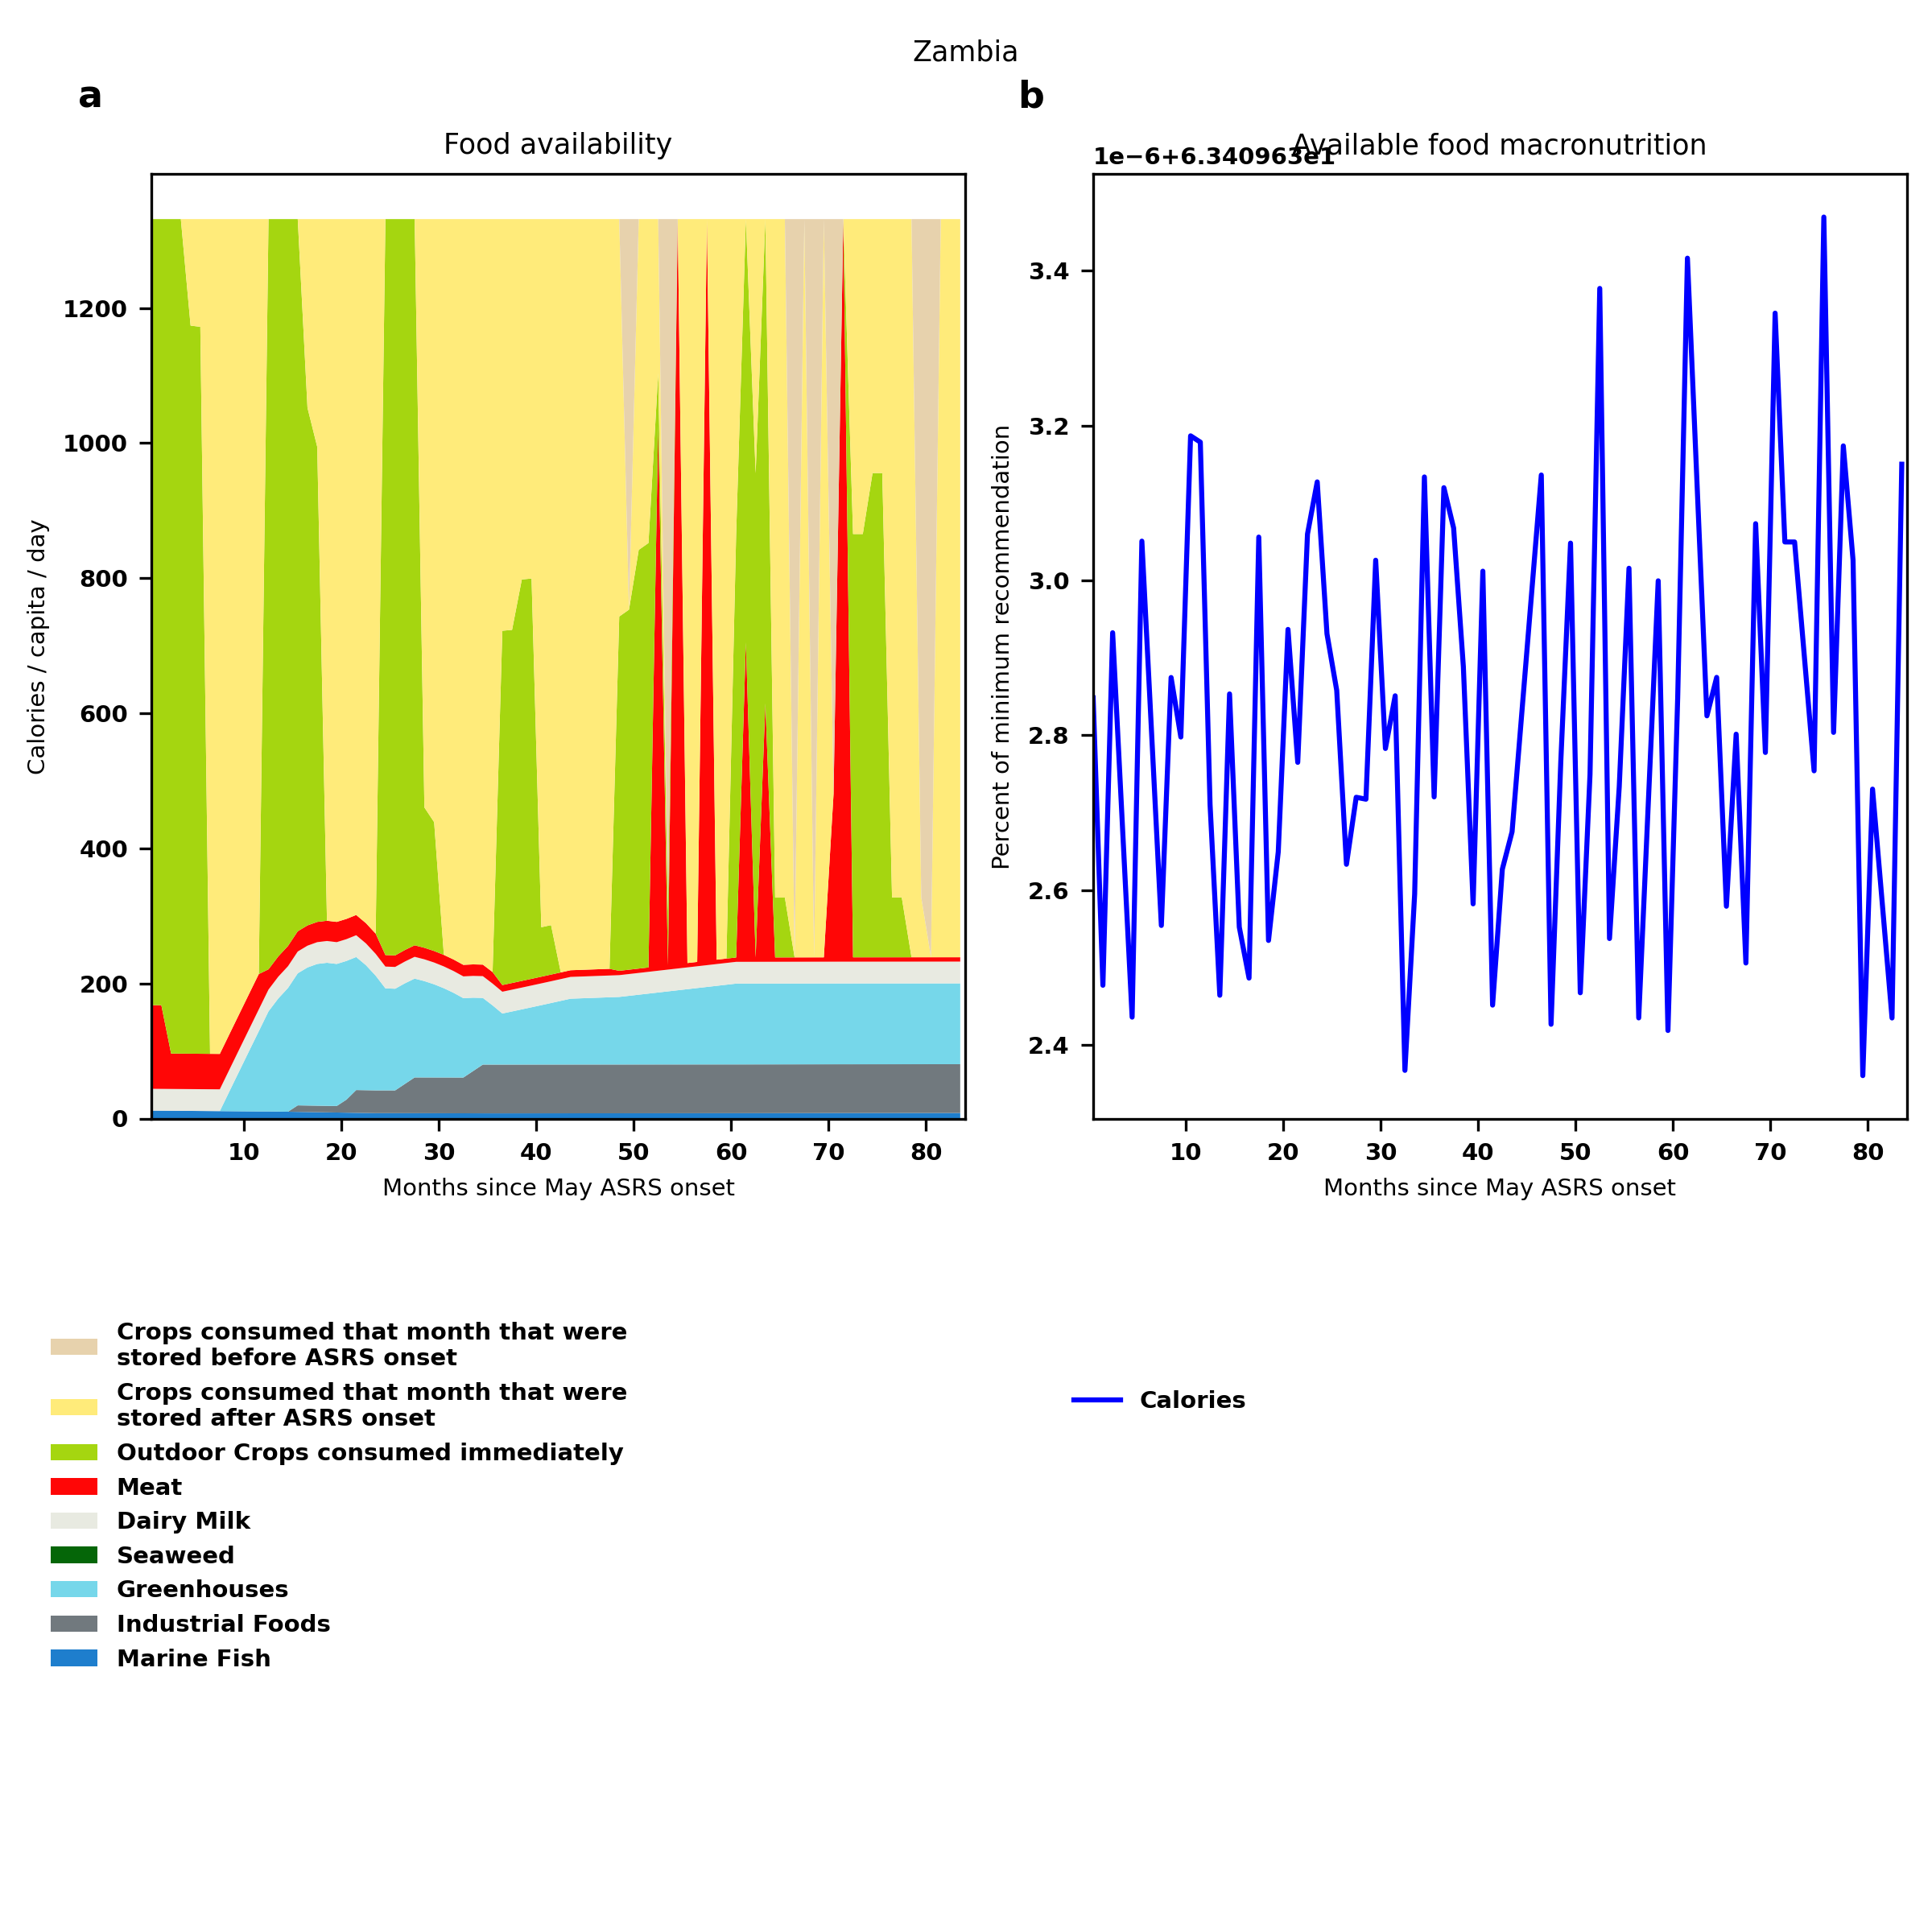 Zambia
a
b
Food availability
Available food macronutrition
1e−6+6.340963e1
Calories / capita / day
1200
1000
800
600
400
200
0
10 20 30 40 50 60 70 80
Months since May ASRS onset
Percent of minimum recommendation
3.4
3.2
3.0
2.8
2.6
2.4
10 20 30 40 50 60 70 80
Months since May ASRS onset
Crops consumed that month that were
stored before ASRS onset
Crops consumed that month that were
stored after ASRS onset
Outdoor Crops consumed immediately
Meat
Dairy Milk
Seaweed
Greenhouses
Industrial Foods
Marine Fish
Calories